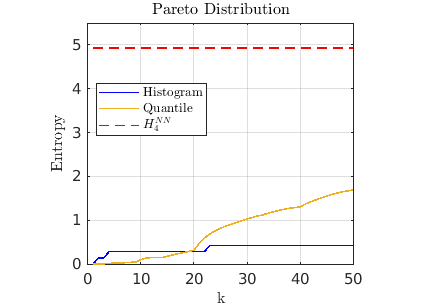 Pareto Distribution
5
4
3
2
1
0
Entropy
Histogram
Quantile
H_4^{NN}
0 10 20 30 40 50
k